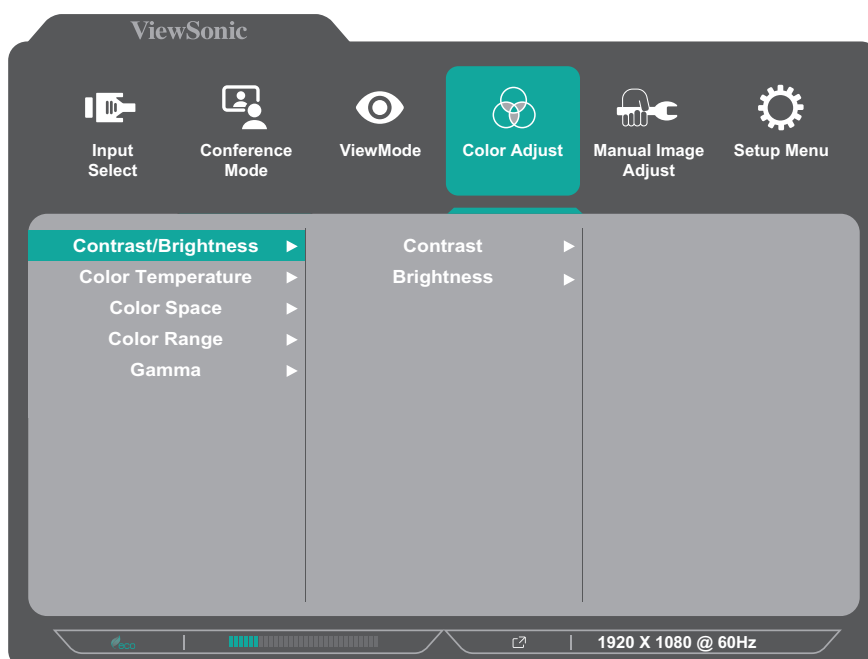 ViewSonic
Input
Select
Conference
Mode
ViewMode
Color Adjust
Manual Image
Adjust
Setup Menu
Contrast/Brightness
Color Temperature
Color Space
Color Range
Gamma
Contrast
Brightness
eco
1920 X 1080 @ 60Hz